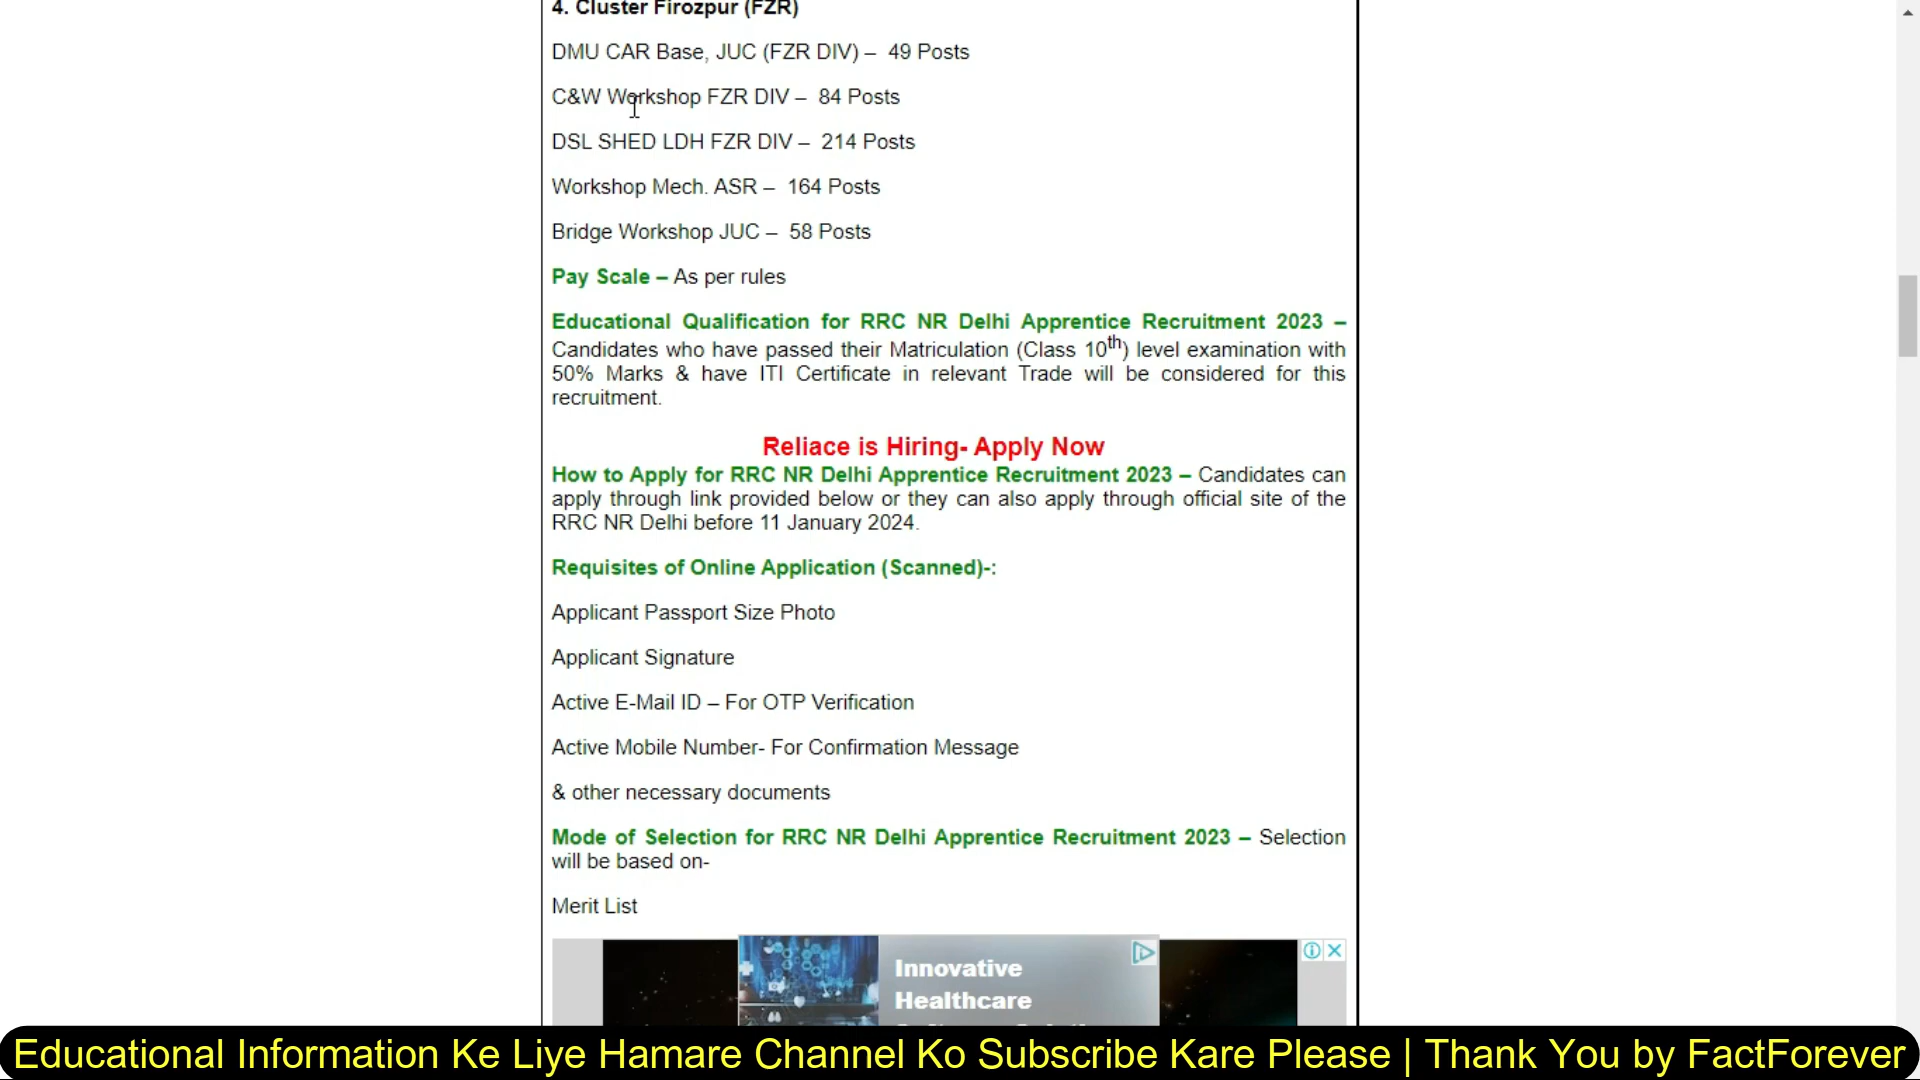 4. Cluster Firozpur (FZR)
DMU CAR Base, JUC (FZR DIV) – 49 Posts
C&W Workshop FZR DIV – 84 Posts
DSL SHED LDH FZR DIV – 214 Posts
Workshop Mech. ASR – 164 Posts
Bridge Workshop JUC – 58 Posts
Pay Scale – As per rules
Educational Qualification for RRC NR Delhi Apprentice Recruitment 2023 –
Candidates who have passed their Matriculation (Class 10th) level examination with
50% Marks & have ITI Certificate in relevant Trade will be considered for this
recruitment.
Reliace is Hiring- Apply Now
How to Apply for RRC NR Delhi Apprentice Recruitment 2023 – Candidates can
apply through link provided below or they can also apply through official site of the
RRC NR Delhi before 11 January 2024.
Requisites of Online Application (Scanned)-:
Applicant Passport Size Photo
Applicant Signature
Active E-Mail ID – For OTP Verification
Active Mobile Number- For Confirmation Message
& other necessary documents
Mode of Selection for RRC NR Delhi Apprentice Recruitment 2023 – Selection
will be based on-
Merit List
Innovative
Healthcare
Educational Information Ke Liye Hamare Channel Ko Subscribe Kare Please | Thank You by FactForever